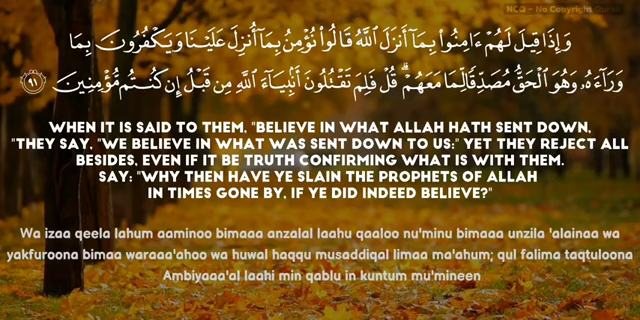 NCQ - No Copyright Quran
وَإِذَا قِيلَ لَهُمْ ءَامِنُوا۟ بِمَآ أَنزَلَ ٱللَّهُ قَالُوا۟ نُؤْمِنُ بِمَآ أُنزِلَ عَلَيْنَا وَيَكْفُرُونَ بِمَا
وَرَآءَهُۥ وَهُوَ ٱلْحَقُّ مُصَدِّقًا لِّمَا مَعَهُمْ ۗ قُلْ فَلِمَ تَقْتُلُونَ أَنۢبِيَآءَ ٱللَّهِ مِن قَبْلُ إِن كُنتُم مُّؤْمِنِينَ ٩١
WHEN IT IS SAID TO THEM, "BELIEVE IN WHAT ALLAH HATH SENT DOWN,
"THEY SAY, "WE BELIEVE IN WHAT WAS SENT DOWN TO US:" YET THEY REJECT ALL
BESIDES, EVEN IF IT BE TRUTH CONFIRMING WHAT IS WITH THEM.
SAY: "WHY THEN HAVE YE SLAIN THE PROPHETS OF ALLAH
IN TIMES GONE BY, IF YE DID INDEED BELIEVE?"
Wa izaa qeela lahum aaminoo bimaaa anzalal laahu qaaloo nu'minu bimaaa unzila 'alainaa wa
yakfuroona bimaa waraaa'ahoo wa huwal haqqu musaddiqal limaa ma'ahum; qul falima taqtuloona
Ambiyaaa'al laahi min qablu in kuntum mu'mineen